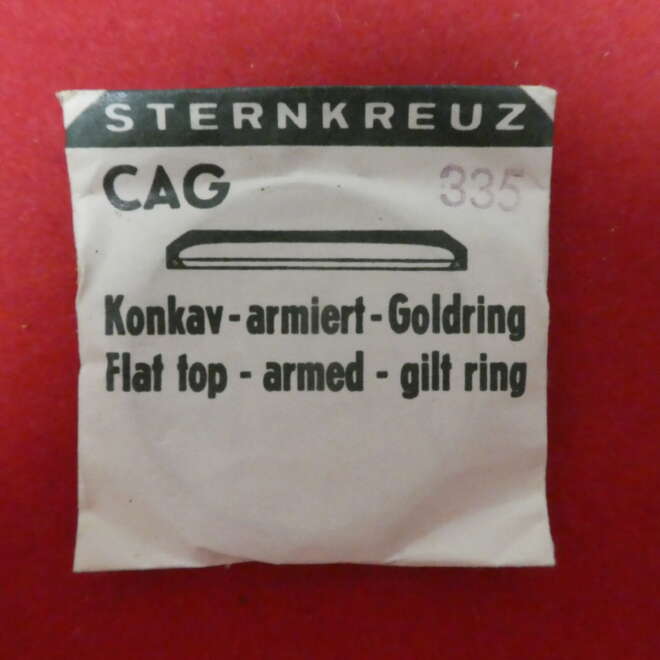 STERNKREUZ
CAG 335
Konkav-armiert-Goldring
Flat top - armed - gilt ring